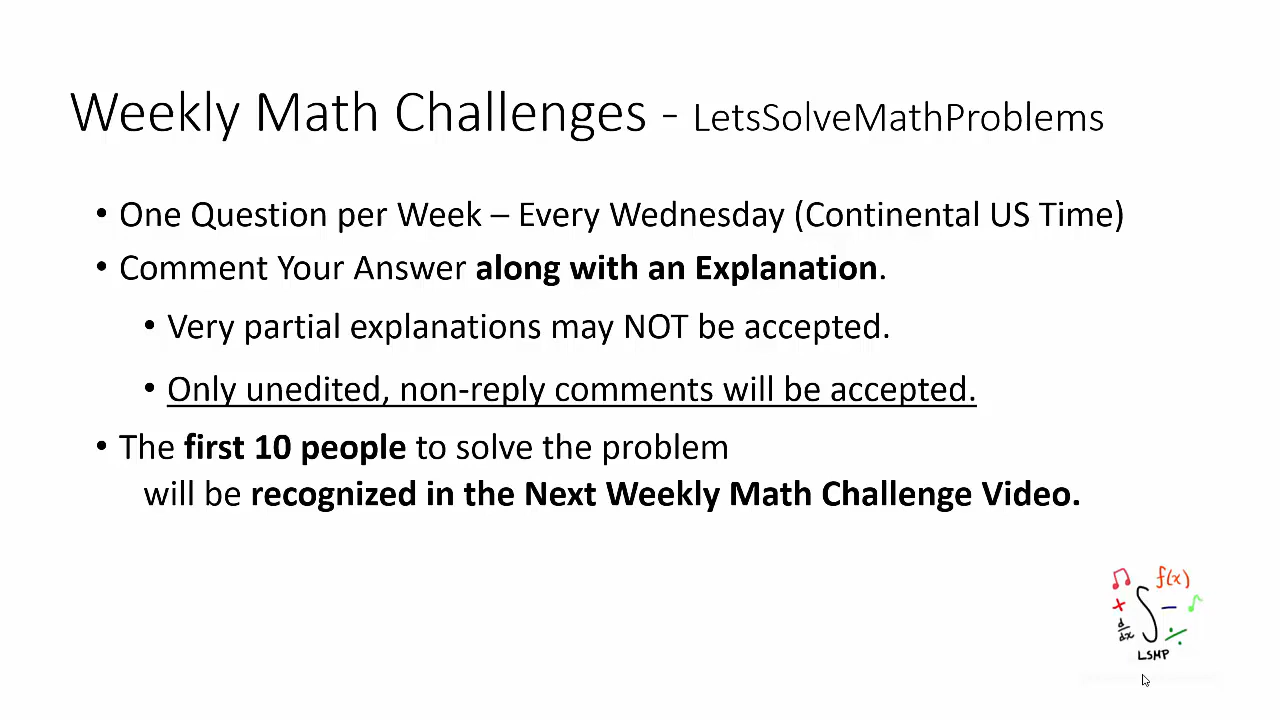 Weekly Math Challenges - LetsSolveMathProblems
• One Question per Week – Every Wednesday (Continental US Time)
• Comment Your Answer along with an Explanation.
• Very partial explanations may NOT be accepted.
• Only unedited, non-reply comments will be accepted.
• The first 10 people to solve the problem
will be recognized in the Next Weekly Math Challenge Video.
f(x)
+ ∫ −
d/dx ÷
LSMP